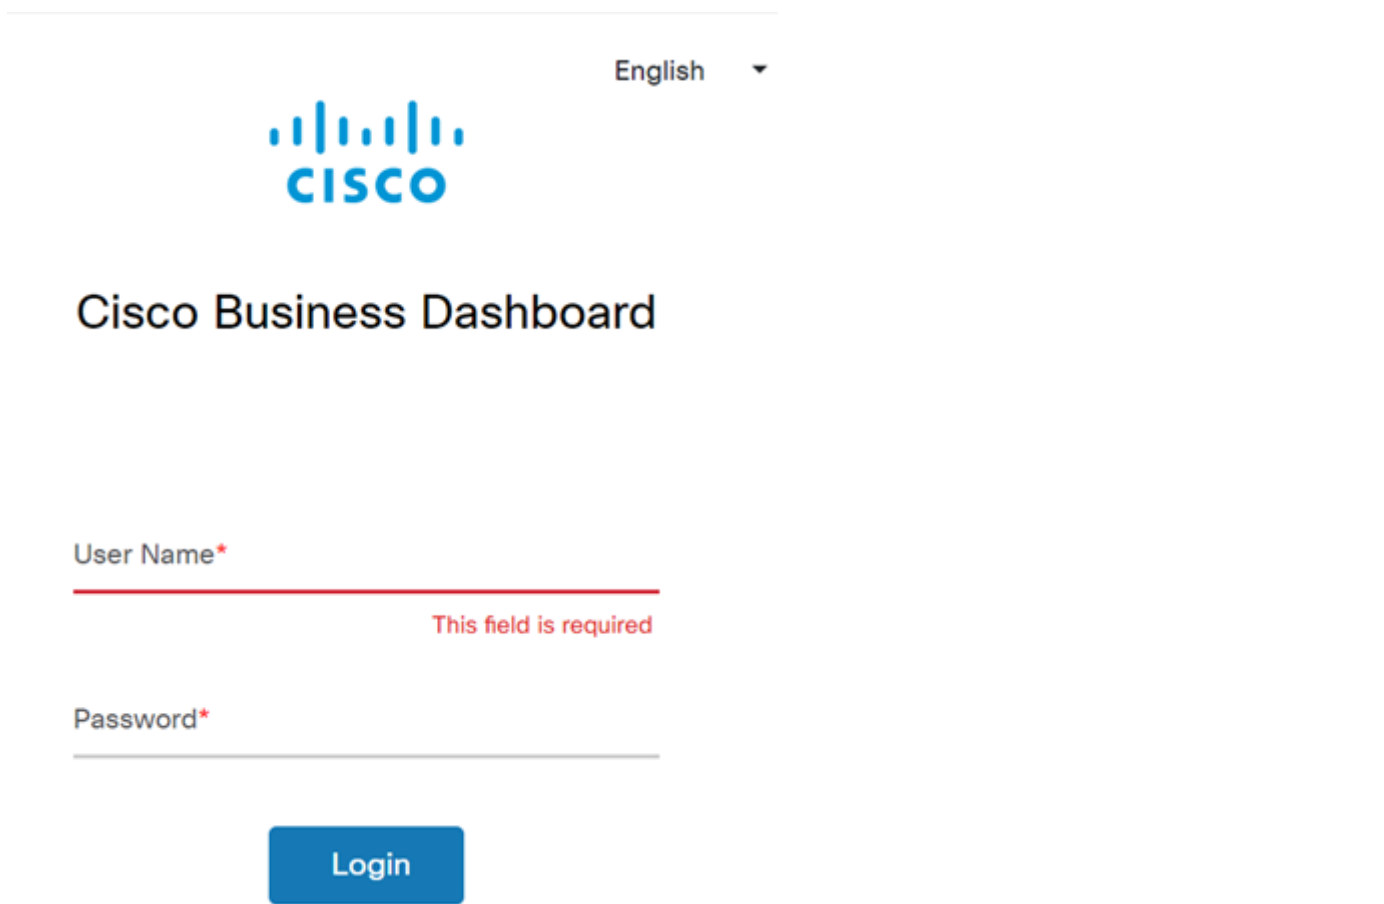 English
CISCO
Cisco Business Dashboard
User Name*
This field is required
Password*
Login